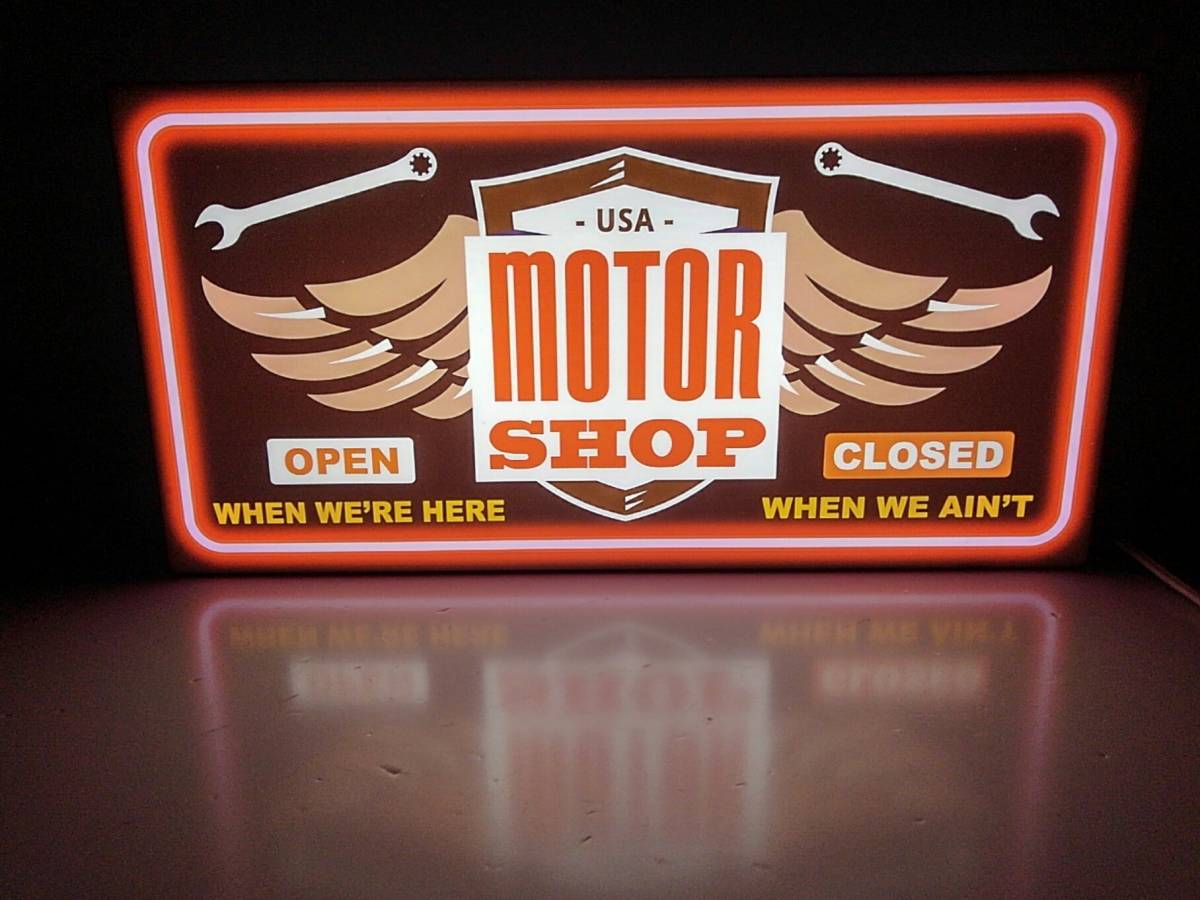 - USA -
MOTOR
SHOP
OPEN
WHEN WE'RE HERE
CLOSED
WHEN WE AIN'T